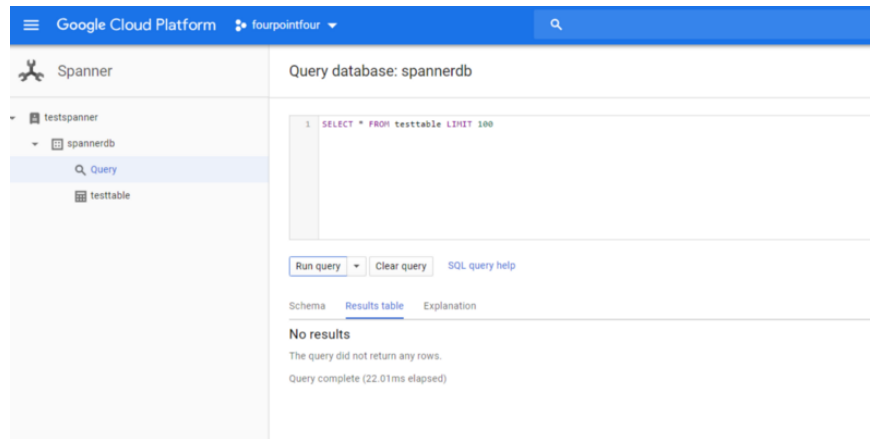 Google Cloud Platform fourpointfour
Spanner
Query database: spannerdb
testspanner
spannerdb
Query
testtable
1 SELECT * FROM testtable LIMIT 100
Run query Clear query SQL query help
Schema Results table Explanation
No results
The query did not return any rows.
Query complete (22.01ms elapsed)